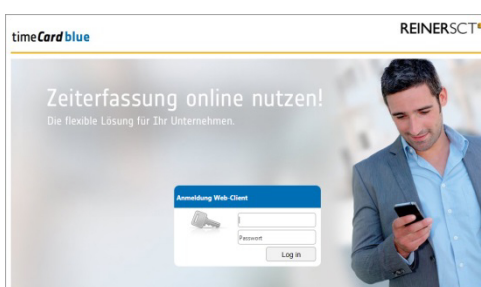 timeCard blue
REINERSCT
Zeiterfassung online nutzen!
Die flexible Lösung für Ihr Unternehmen.
Anmeldung Web-Client
Passwort
Log in